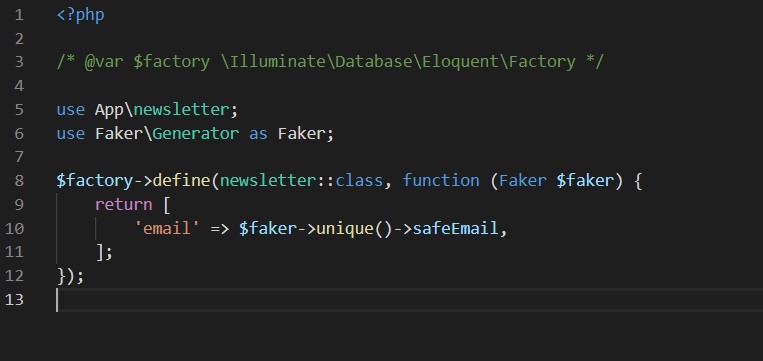 1 <?php
2
3 /* @var $factory \Illuminate\Database\Eloquent\Factory */
4
5 use App\newsletter;
6 use Faker\Generator as Faker;
7
8 $factory->define(newsletter::class, function (Faker $faker) {
9     return [
10         'email' => $faker->unique()->safeEmail,
11     ];
12 });
13